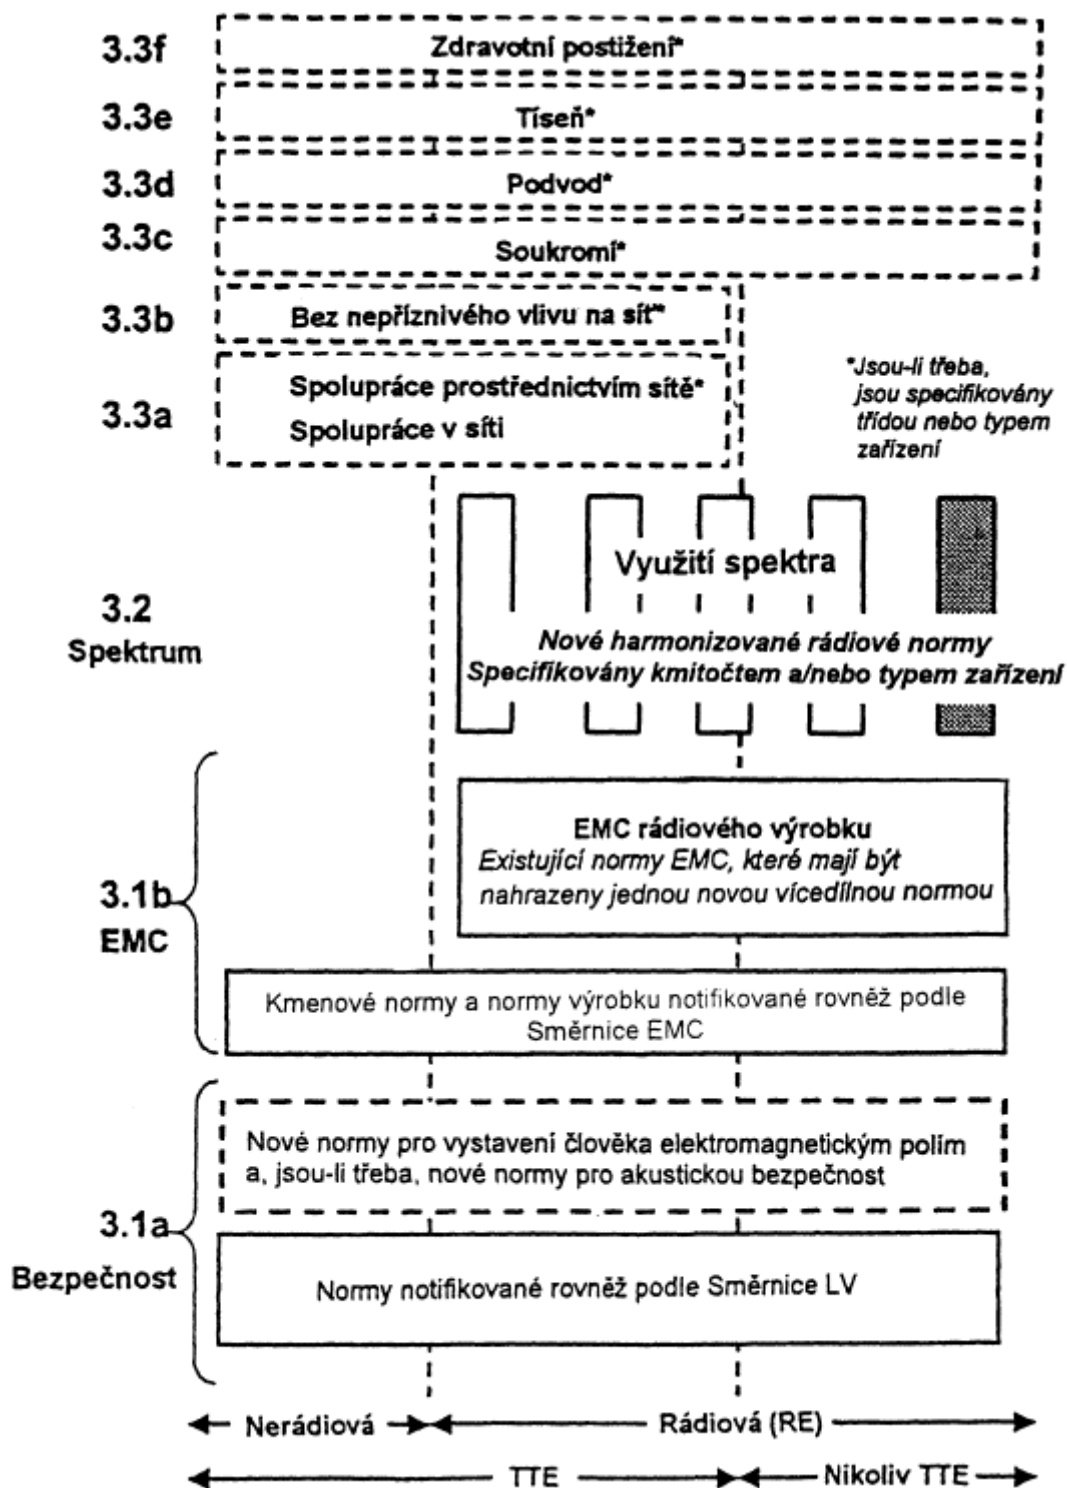 3.3f
Zdravotní postižení*
3.3e
Tíseň*
3.3d
Podvod*
3.3c
Soukromí*
3.3b
Bez nepříznivého vlivu na síť*
3.3a
Spolupráce prostřednictvím sítě*
Spolupráce v síti
*Jsou-li třeba,
jsou specifikovány
třídou nebo typem
zařízení
3.2
Spektrum
Využití spektra
Nové harmonizované rádiové normy
Specifikovány kmitočtem a/nebo typem zařízení
3.1b
EMC
EMC rádiového výrobku
Existující normy EMC, které mají být
nahrazeny jednou novou vícedílnou normou
Kmenové normy a normy výrobku notifikované rovněž podle
Směrnice EMC
3.1a
Bezpečnost
Nové normy pro vystavení člověka elektromagnetickým polím
a, jsou-li třeba, nové normy pro akustickou bezpečnost
Normy notifikované rovněž podle Směrnice LV
Nerádiová
Rádiová (RE)
TTE
Nikoliv TTE